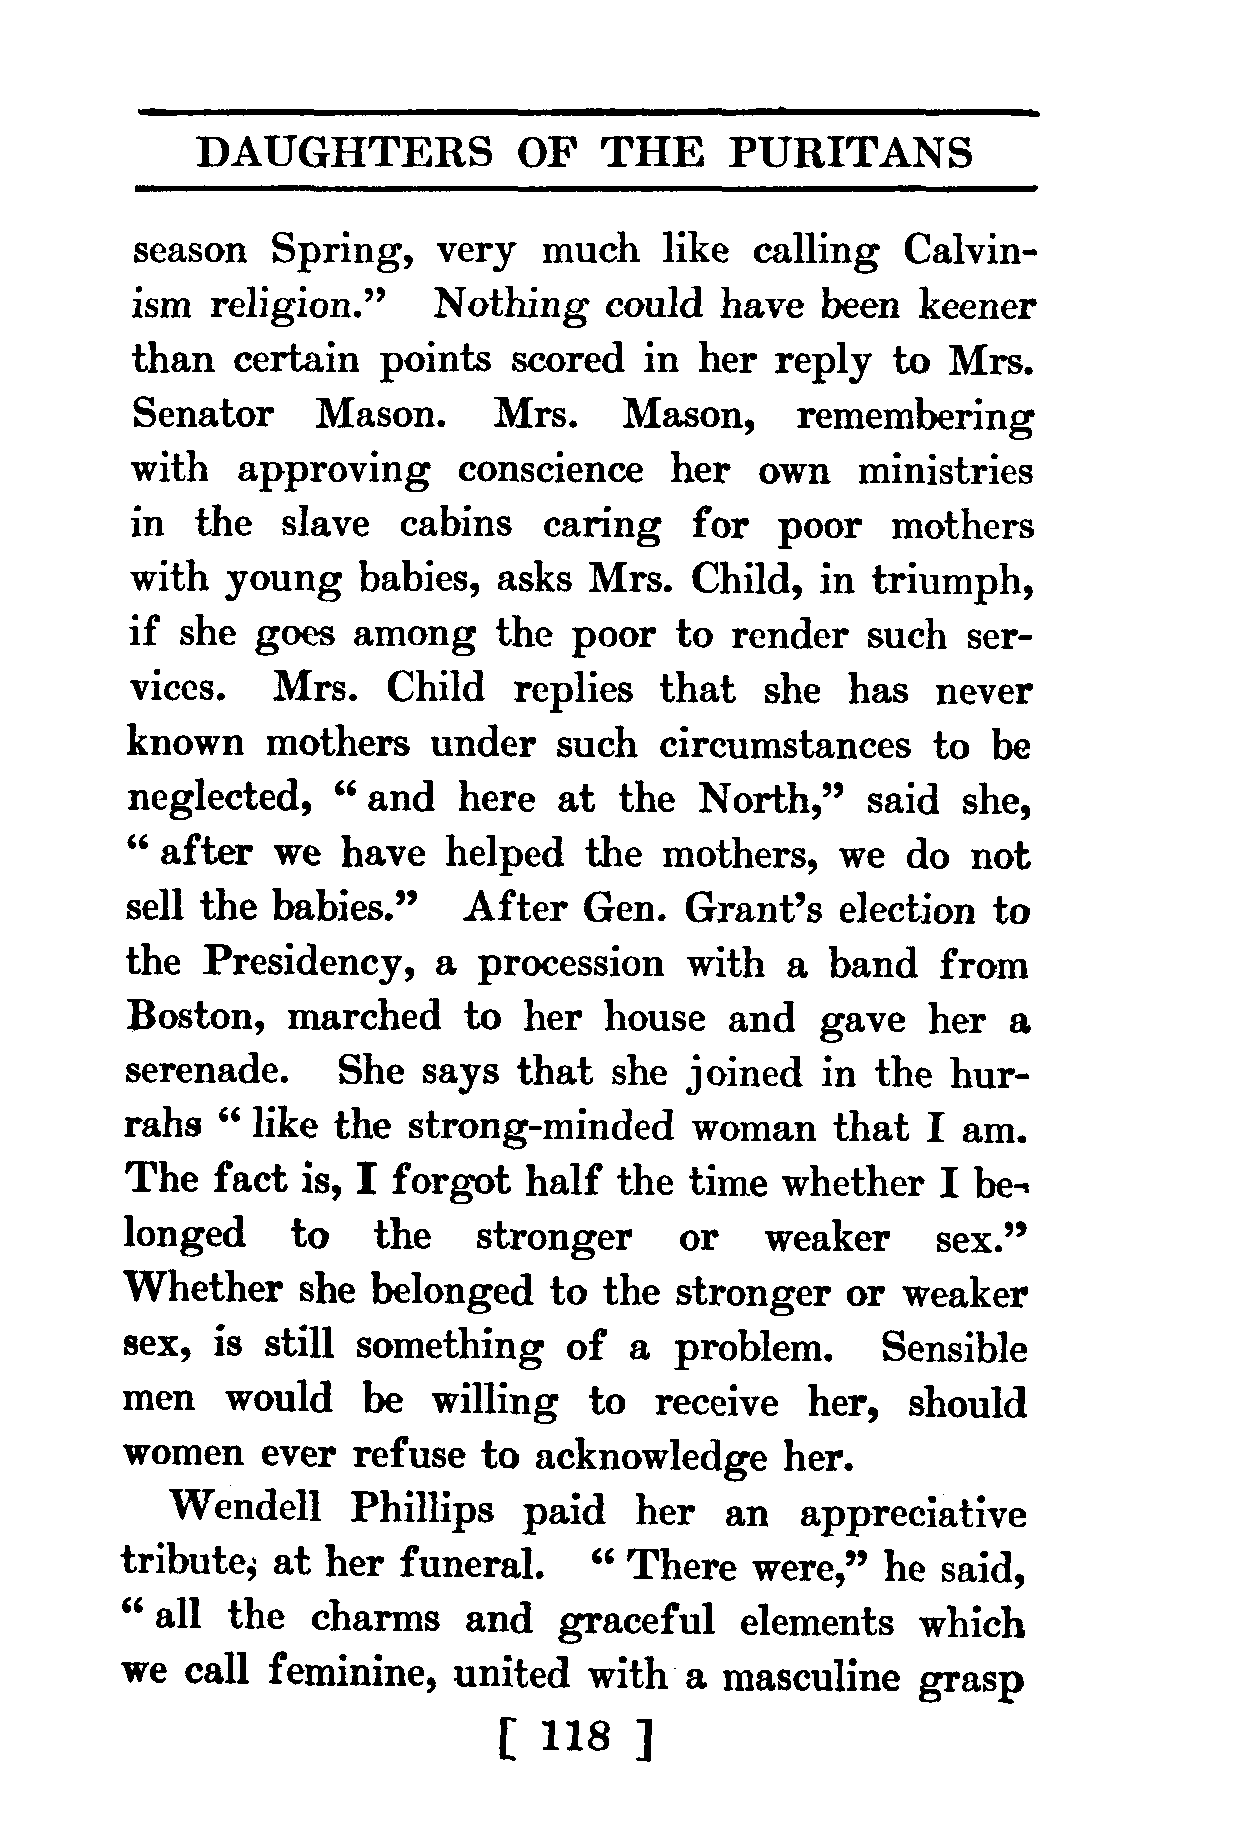 DAUGHTERS OF THE PURITANS
season Spring, very much like calling Calvin-
ism religion.” Nothing could have been keener
than certain points scored in her reply to Mrs.
Senator Mason. Mrs. Mason, remembering
with approving conscience her own ministries
in the slave cabins caring for poor mothers
with young babies, asks Mrs. Child, in triumph,
if she goes among the poor to render such ser-
vices. Mrs. Child replies that she has never
known mothers under such circumstances to be
neglected, “ and here at the North,” said she,
“ after we have helped the mothers, we do not
sell the babies.” After Gen. Grant’s election to
the Presidency, a procession with a band from
Boston, marched to her house and gave her a
serenade. She says that she joined in the hur-
rahs “ like the strong-minded woman that I am.
The fact is, I forgot half the time whether I be-
longed to the stronger or weaker sex.”
Whether she belonged to the stronger or weaker
sex, is still something of a problem. Sensible
men would be willing to receive her, should
women ever refuse to acknowledge her.
Wendell Phillips paid her an appreciative
tribute, at her funeral. “ There were,” he said,
“ all the charms and graceful elements which
we call feminine, united with a masculine grasp
[ 118 ]